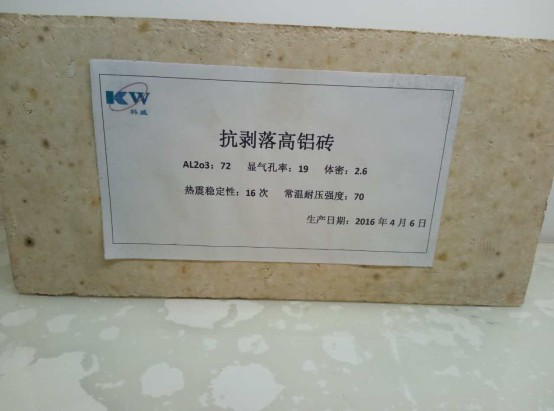 KW
科威
抗剥落高铝砖
AL2o3：72 显气孔率：19 体密：2.6
热震稳定性：16 次 常温耐压强度：70
生产日期：2016 年 4 月 6 日